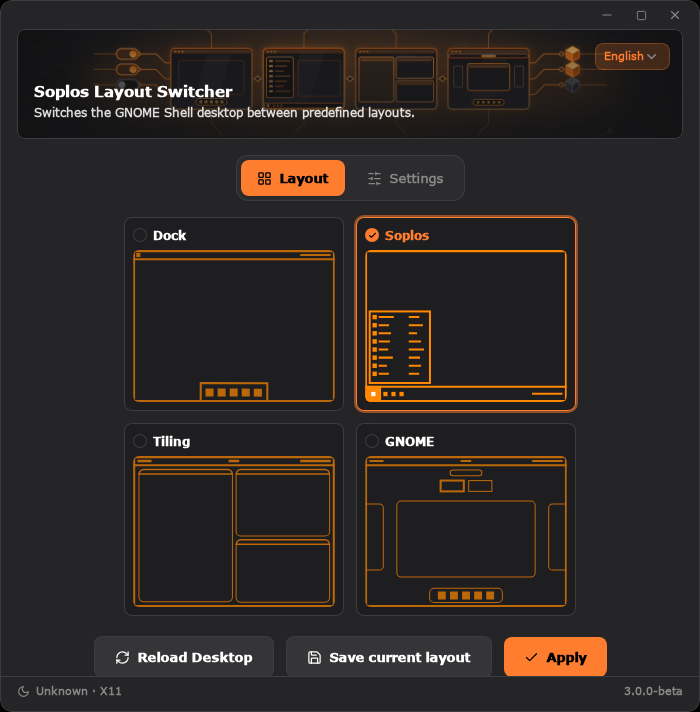 English
Soplos Layout Switcher
Switches the GNOME Shell desktop between predefined layouts.
Layout
Settings
Dock
Soplos
Tiling
GNOME
Reload Desktop
Save current layout
Apply
Unknown · X11
3.0.0-beta